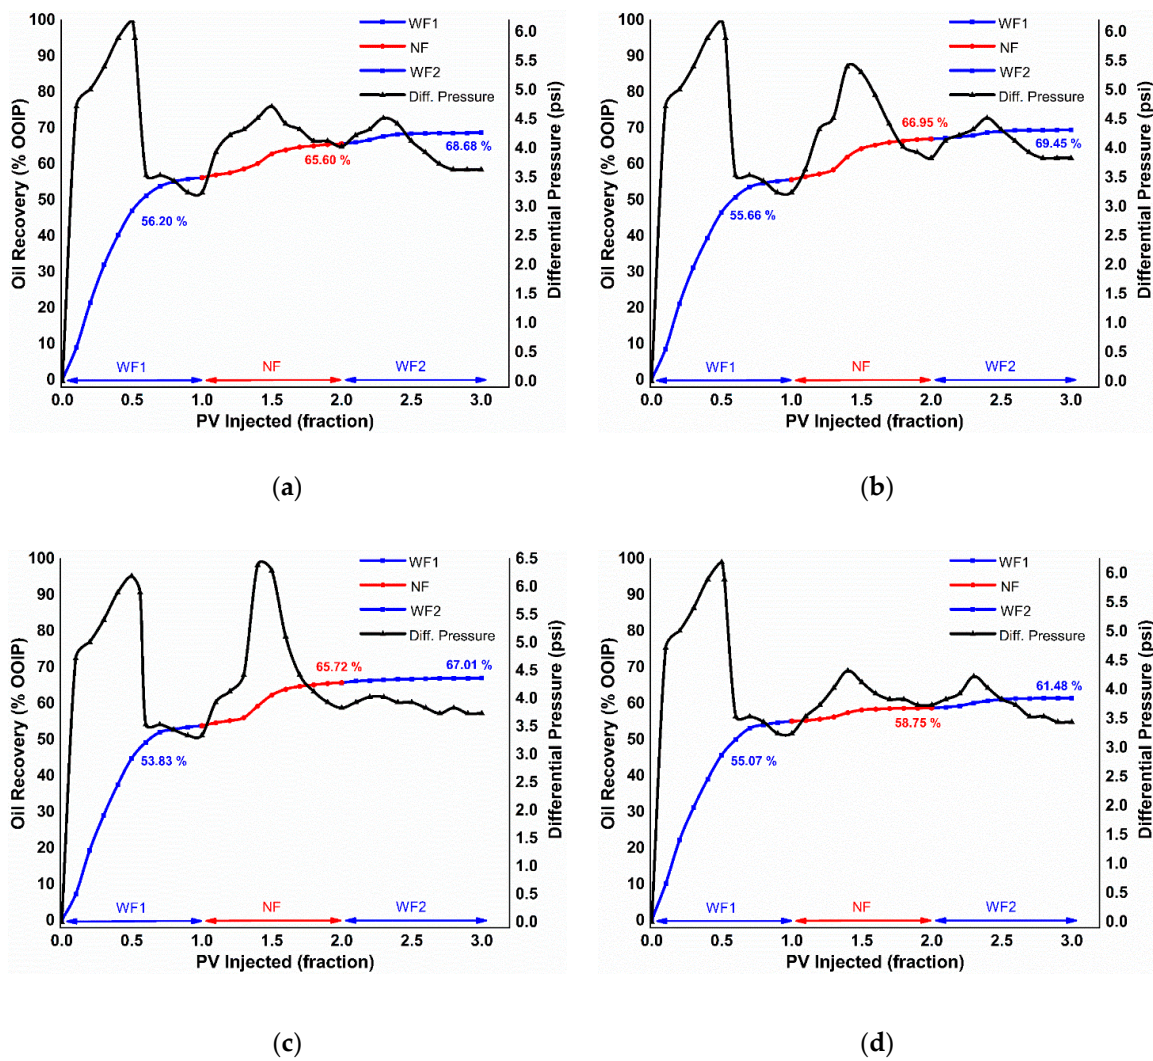 100
90
80
70
60
50
40
30
20
10
0
Oil Recovery (% OOIP)
WF1
NF
WF2
Diff. Pressure
6.0
5.5
5.0
4.5
4.0
3.5
3.0
2.5
2.0
1.5
1.0
0.5
0.0
Differential Pressure (psi)
56.20 %
65.60 %
68.68 %
WF1
NF
WF2
0.0 0.5 1.0 1.5 2.0 2.5 3.0
PV Injected (fraction)
(a)
100
90
80
70
60
50
40
30
20
10
0
Oil Recovery (% OOIP)
WF1
NF
WF2
Diff. Pressure
6.0
5.5
5.0
4.5
4.0
3.5
3.0
2.5
2.0
1.5
1.0
0.5
0.0
Differential Pressure (psi)
55.66 %
66.95 %
69.45 %
WF1
NF
WF2
0.0 0.5 1.0 1.5 2.0 2.5 3.0
PV Injected (fraction)
(b)
100
90
80
70
60
50
40
30
20
10
0
Oil Recovery (% OOIP)
WF1
NF
WF2
Diff. Pressure
6.5
6.0
5.5
5.0
4.5
4.0
3.5
3.0
2.5
2.0
1.5
1.0
0.5
0.0
Differential Pressure (psi)
53.83 %
65.72 %
67.01 %
WF1
NF
WF2
0.0 0.5 1.0 1.5 2.0 2.5 3.0
PV Injected (fraction)
(c)
100
90
80
70
60
50
40
30
20
10
0
Oil Recovery (% OOIP)
WF1
NF
WF2
Diff. Pressure
6.0
5.5
5.0
4.5
4.0
3.5
3.0
2.5
2.0
1.5
1.0
0.5
0.0
Differential Pressure (psi)
55.07 %
58.75 %
61.48 %
WF1
NF
WF2
0.0 0.5 1.0 1.5 2.0 2.5 3.0
PV Injected (fraction)
(d)